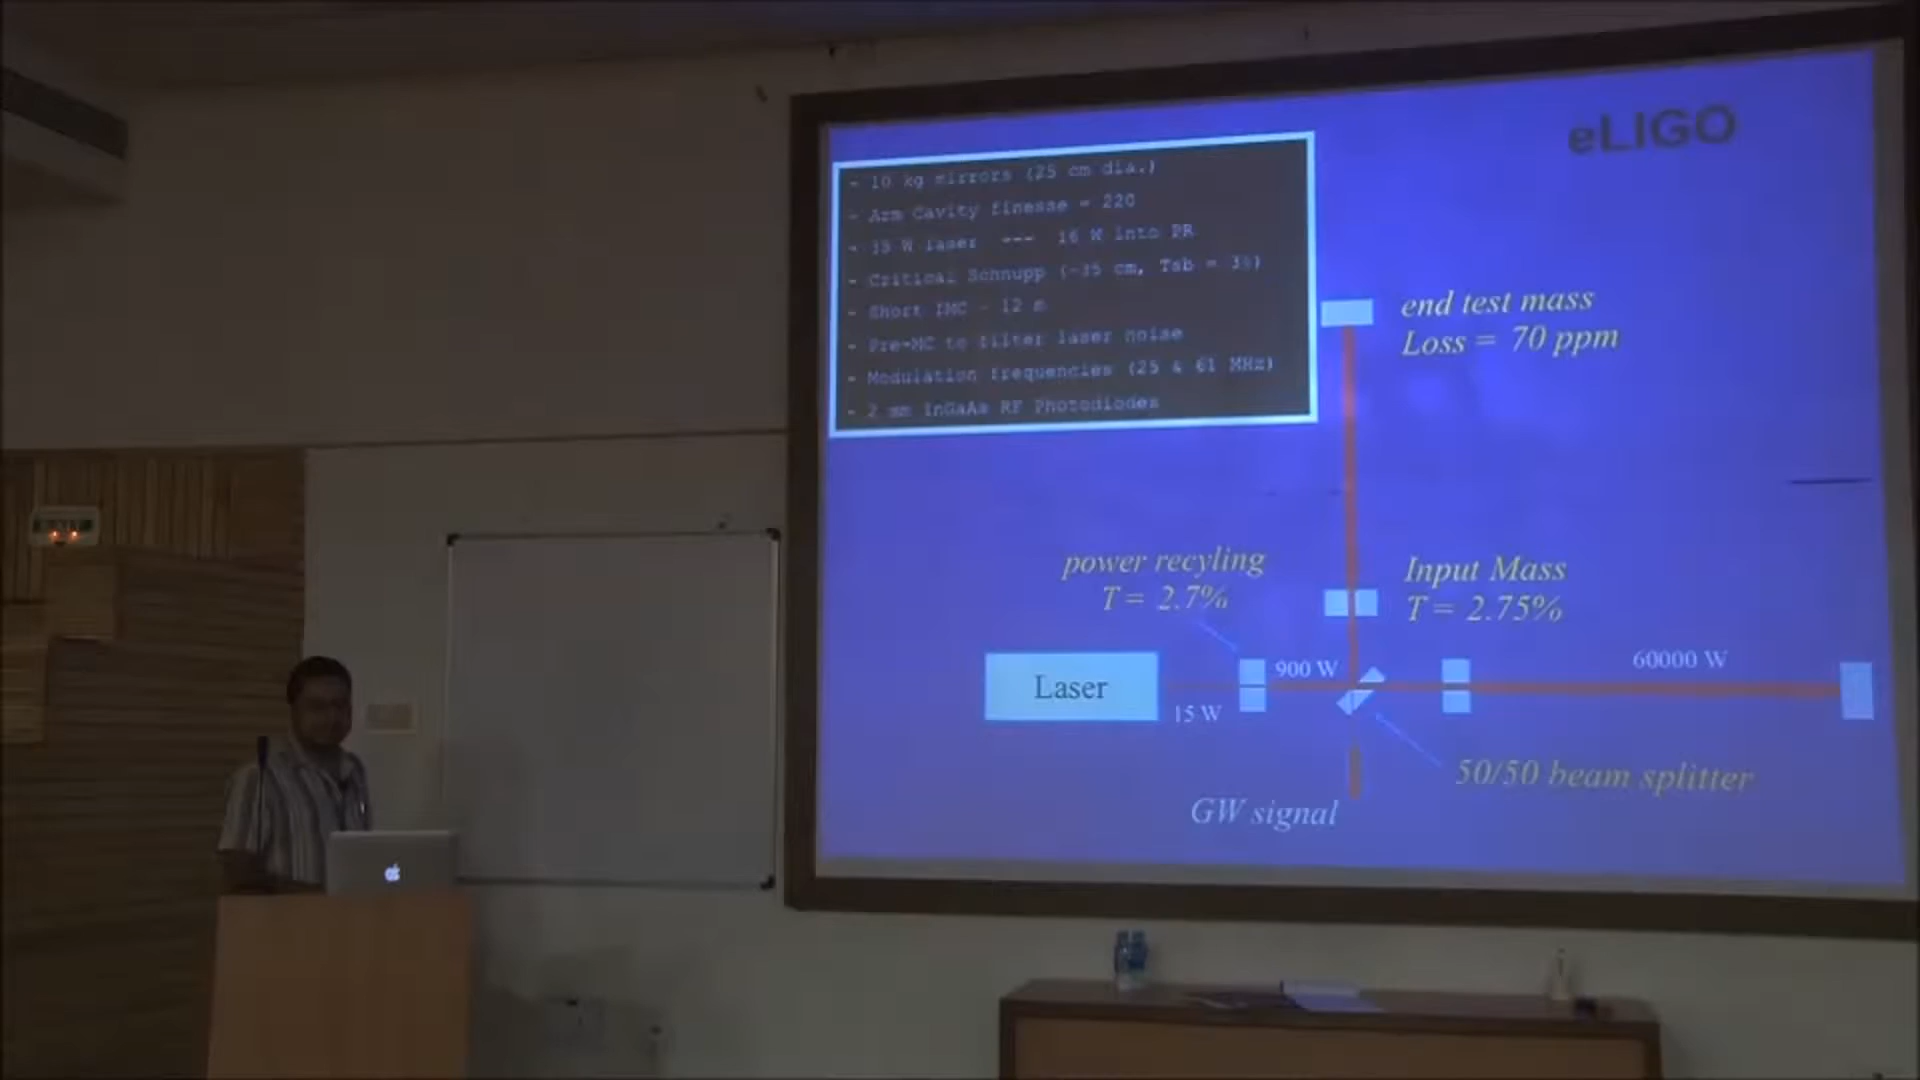 eLIGO
- 10 kg mirrors (25 cm dia.)
- Arm Cavity finesse = 220
- 35 W laser --- 16 W into PR
- Critical Schnupp (~35 cm, Tsb = 3%)
- Short IMC - 12 m
- Pre-MC to filter laser noise
- Modulation frequencies (25 & 61 MHz)
- 2 mm InGaAs RF Photodiodes
end test mass
Loss = 70 ppm
power recyling
T = 2.7%
Input Mass
T = 2.75%
Laser
15 W
900 W
60000 W
50/50 beam splitter
GW signal